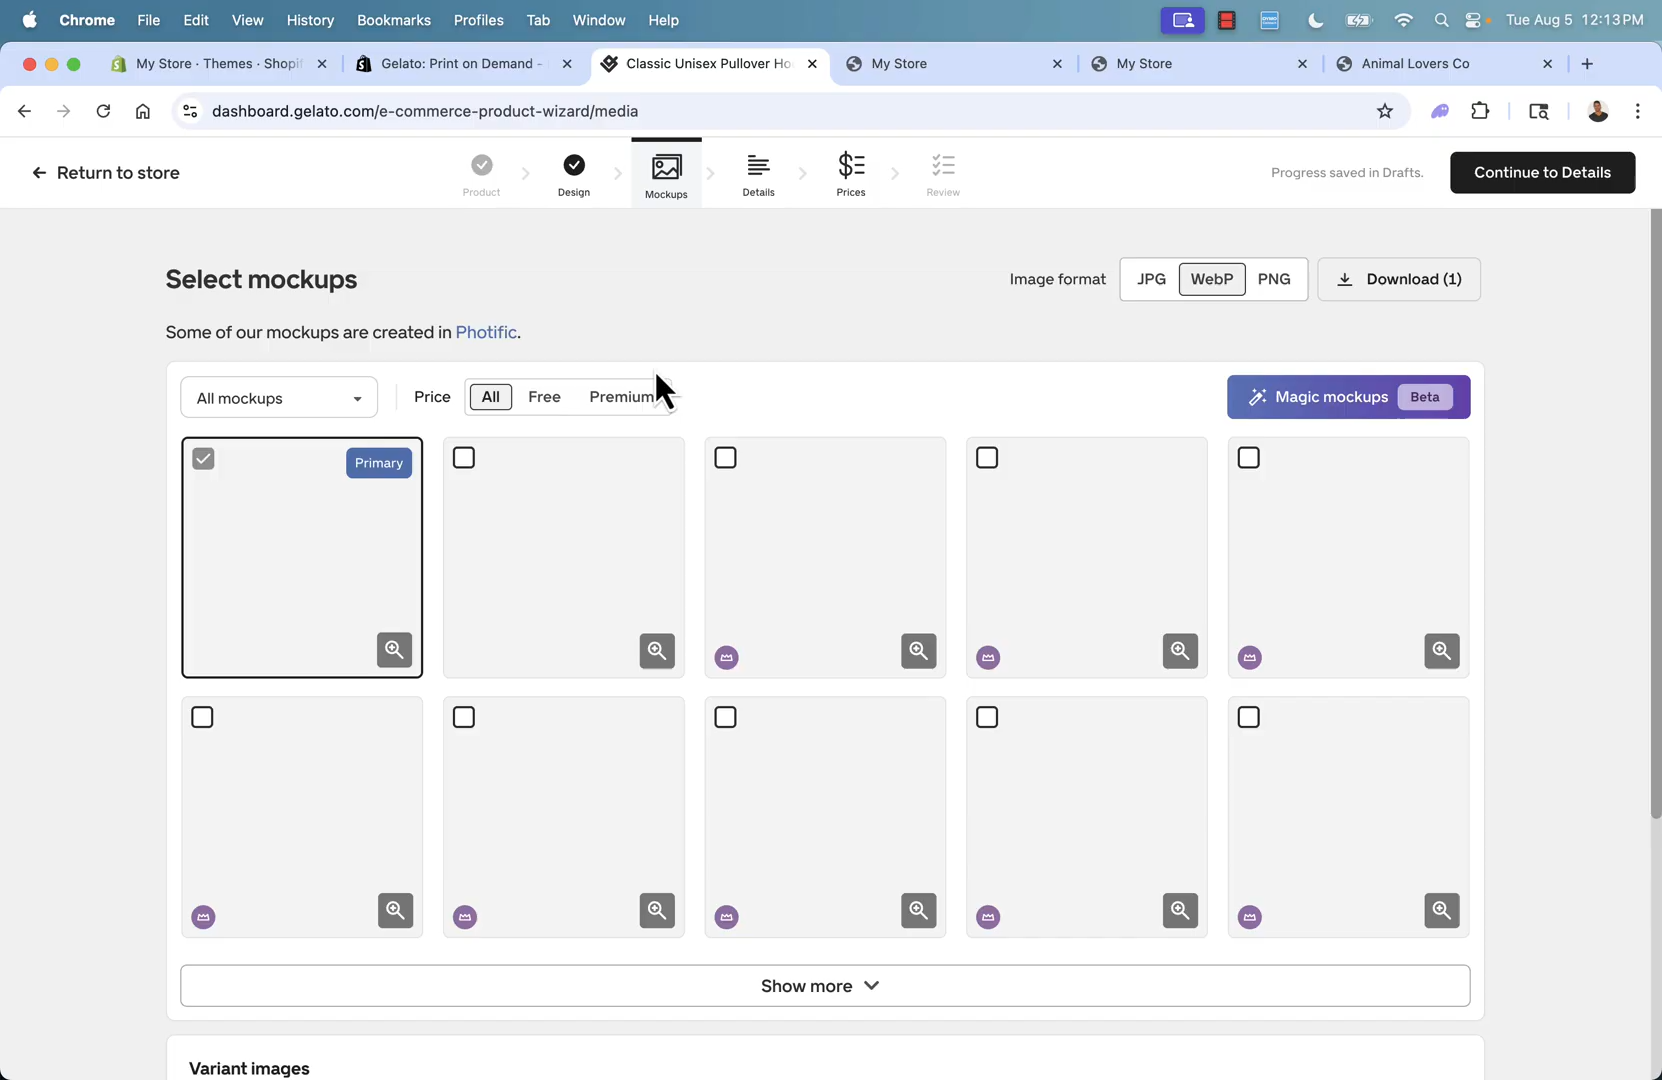 Chrome File Edit View History Bookmarks Profiles Tab Window Help Tue Aug 5 12:13 PM
My Store · Themes · Shopif Gelato: Print on Demand - Classic Unisex Pullover Ho My Store My Store Animal Lovers Co
dashboard.gelato.com/e-commerce-product-wizard/media
Return to store Product Design Mockups Details Prices Review Progress saved in Drafts. Continue to Details
Select mockups Image format JPG WebP PNG Download (1)
Some of our mockups are created in Photific.
All mockups Price All Free Premium Magic mockups Beta
Primary
Show more
Variant images